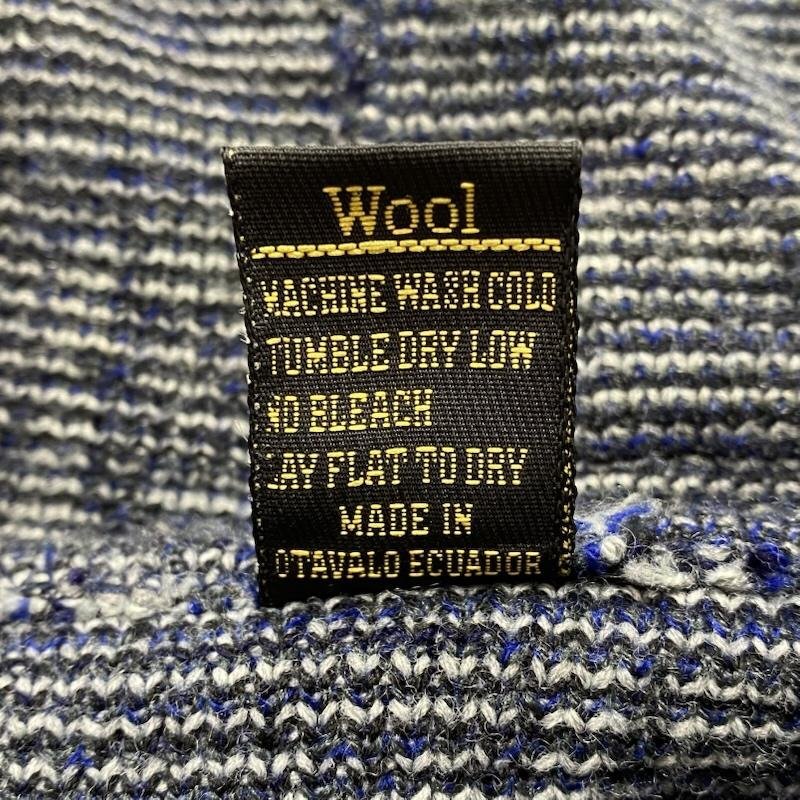 Wool
MACHINE WASH COLD
TUMBLE DRY LOW
NO BLEACH
LAY FLAT TO DRY
MADE IN
OTAVALO ECUADOR